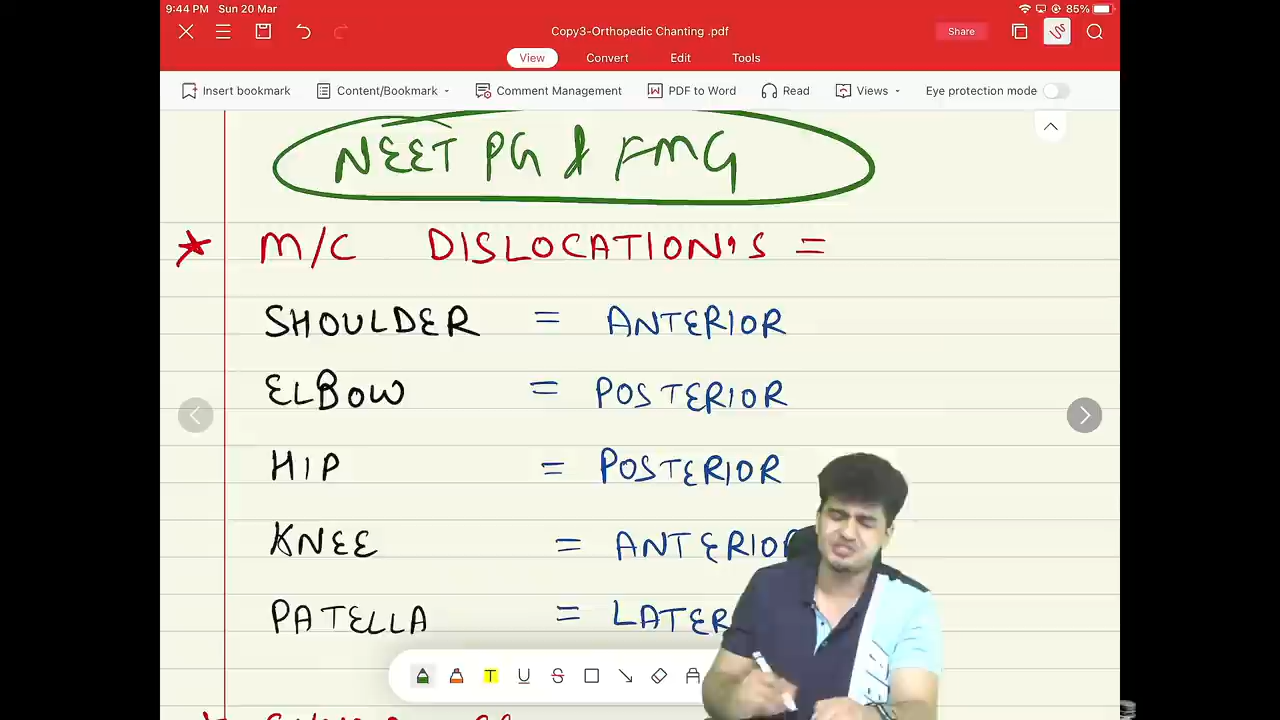 9:44 PM Sun 20 Mar 85%
Copy3-Orthopedic Chanting .pdf
Share
View Convert Edit Tools
Insert bookmark Content/Bookmark Comment Management PDF to Word Read Views Eye protection mode
NEET PG & FMG
M/C DISLOCATION'S =
SHOULDER = ANTERIOR
ELBOW = POSTERIOR
HIP = POSTERIOR
KNEE = ANTERIOR
PATELLA = LATER
T U S A